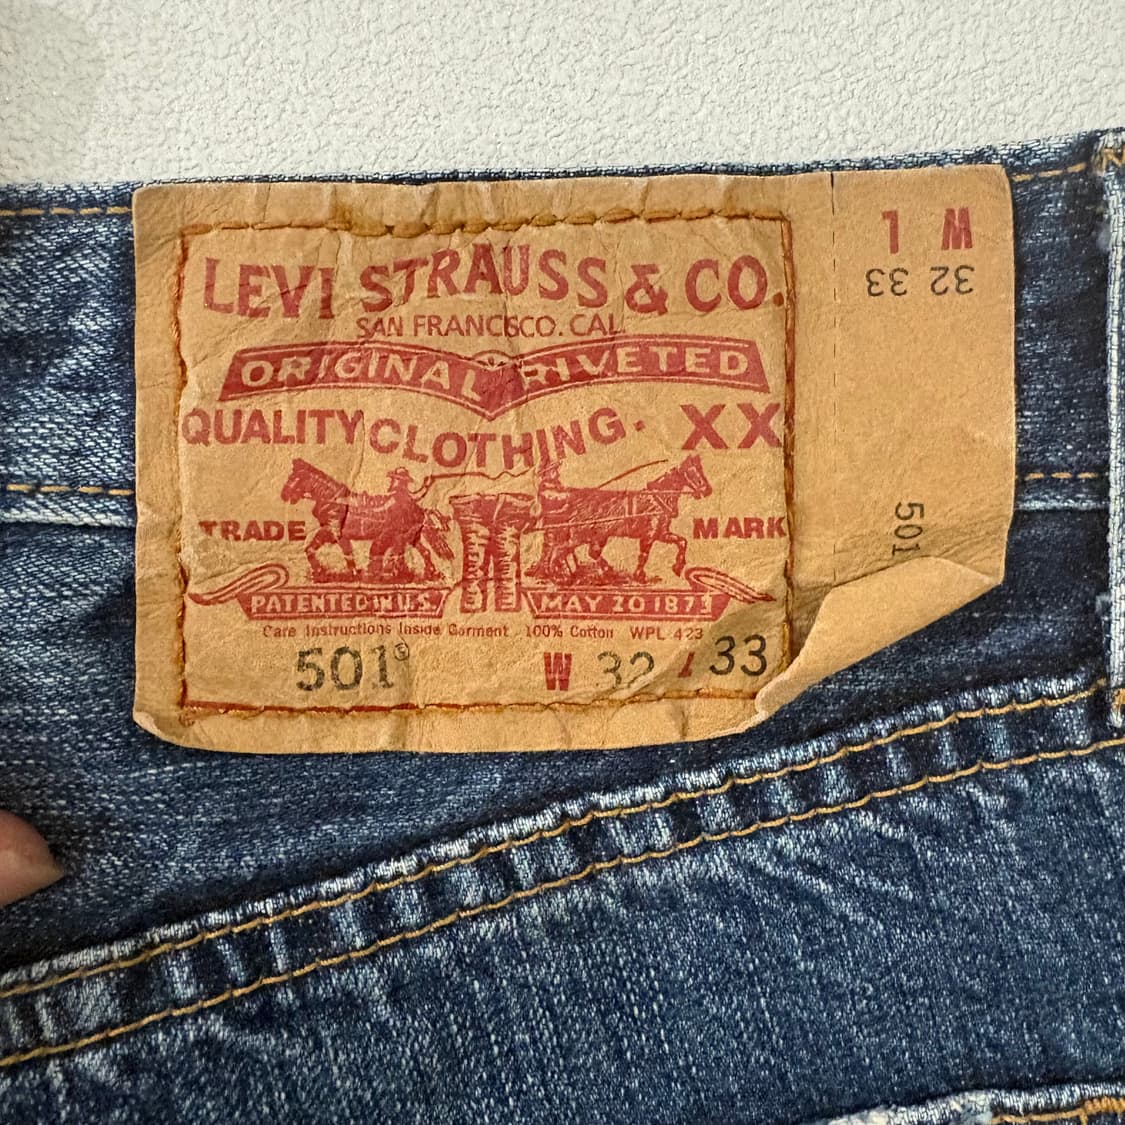 LEVI STRAUSS & CO.
SAN FRANCISCO. CAL
ORIGINAL RIVETED
QUALITY CLOTHING. XX
TRADE MARK
PATENTED IN U.S. MAY 20 1873
Care Instructions Inside Garment 100% Cotton WPL 423
501® W 32 / 33
L W
33 32
501